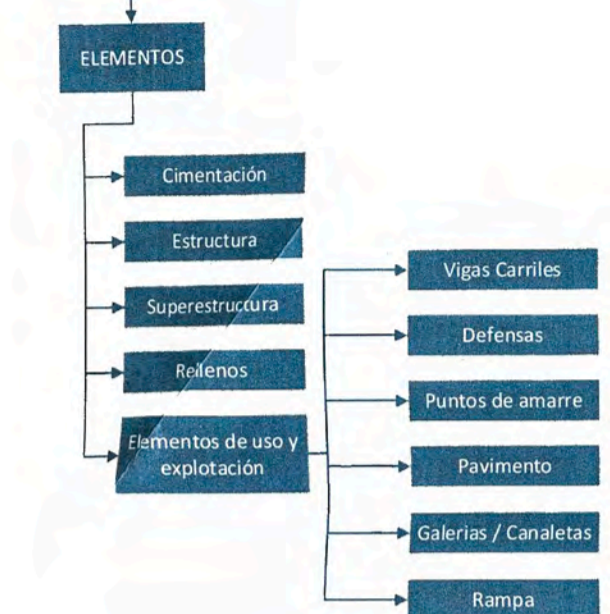 ELEMENTOS
Cimentación
Estructura
Superestructura
Rellenos
Elementos de uso y
explotación
Vigas Carriles
Defensas
Puntos de amarre
Pavimento
Galerias / Canaletas
Rampa